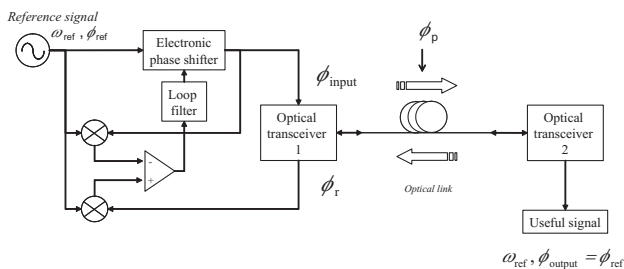 Reference signal
ω_ref , ϕ_ref
Electronic
phase shifter
Loop
filter
-
+
ϕ_input
Optical
transceiver
1
ϕ_r
ϕ_p
Optical link
Optical
transceiver
2
Useful signal
ω_ref , ϕ_output = ϕ_ref